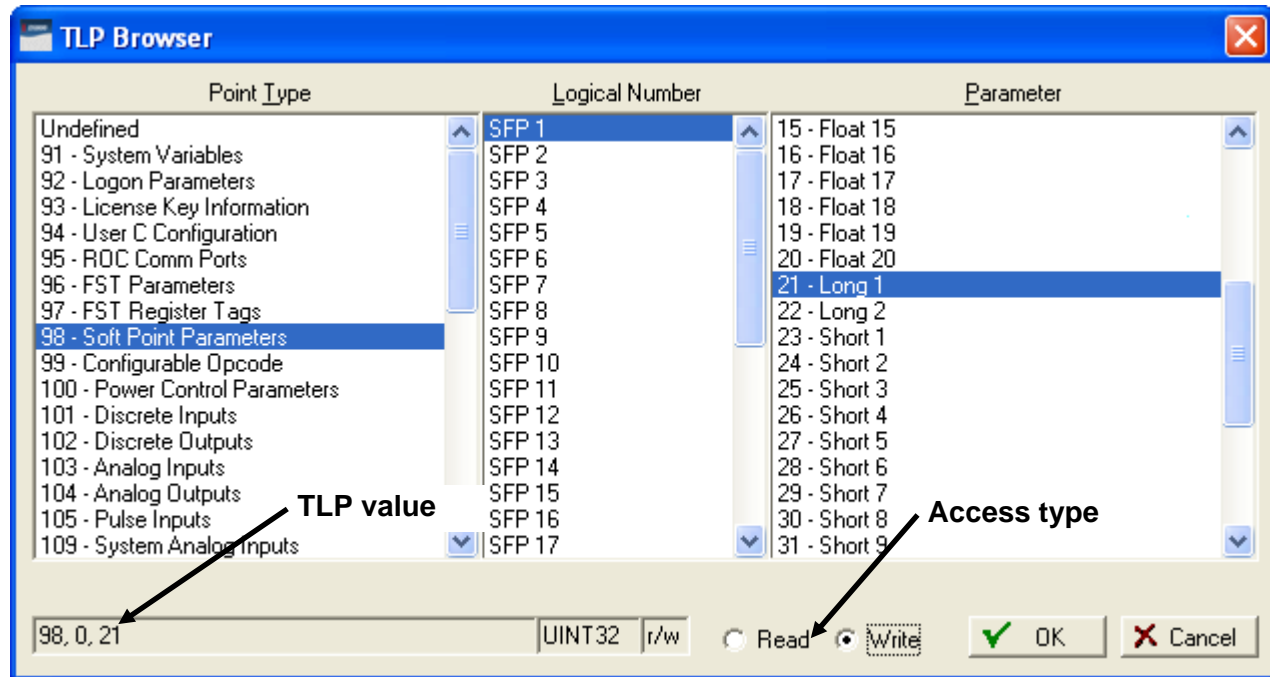 TLP Browser
Point Type
Logical Number
Parameter
Undefined
91 - System Variables
92 - Logon Parameters
93 - License Key Information
94 - User C Configuration
95 - ROC Comm Ports
96 - FST Parameters
97 - FST Register Tags
98 - Soft Point Parameters
99 - Configurable Opcode
100 - Power Control Parameters
101 - Discrete Inputs
102 - Discrete Outputs
103 - Analog Inputs
104 - Analog Outputs
105 - Pulse Inputs
109 - System Analog Inputs
SFP 1
SFP 2
SFP 3
SFP 4
SFP 5
SFP 6
SFP 7
SFP 8
SFP 9
SFP 10
SFP 11
SFP 12
SFP 13
SFP 14
SFP 15
SFP 16
SFP 17
15 - Float 15
16 - Float 16
17 - Float 17
18 - Float 18
19 - Float 19
20 - Float 20
21 - Long 1
22 - Long 2
23 - Short 1
24 - Short 2
25 - Short 3
26 - Short 4
27 - Short 5
28 - Short 6
29 - Short 7
30 - Short 8
31 - Short 9
TLP value
Access type
98, 0, 21
UINT32
r/w
Read
Write
OK
Cancel